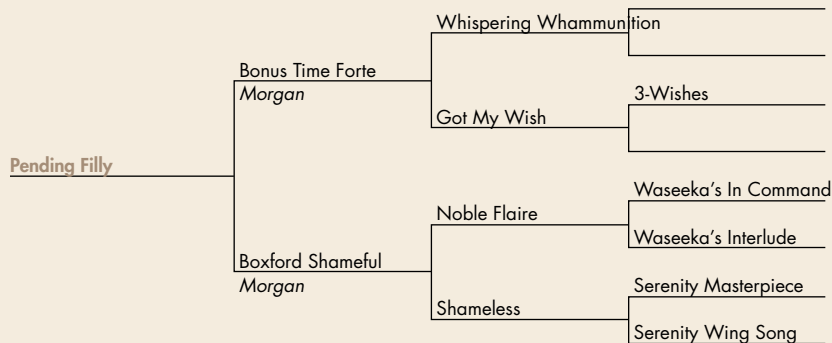 Whispering Whammunition
Bonus Time Forte
Morgan
3-Wishes
Got My Wish
Pending Filly
Waseeka's In Command
Noble Flaire
Waseeka's Interlude
Boxford Shameful
Morgan
Serenity Masterpiece
Shameless
Serenity Wing Song